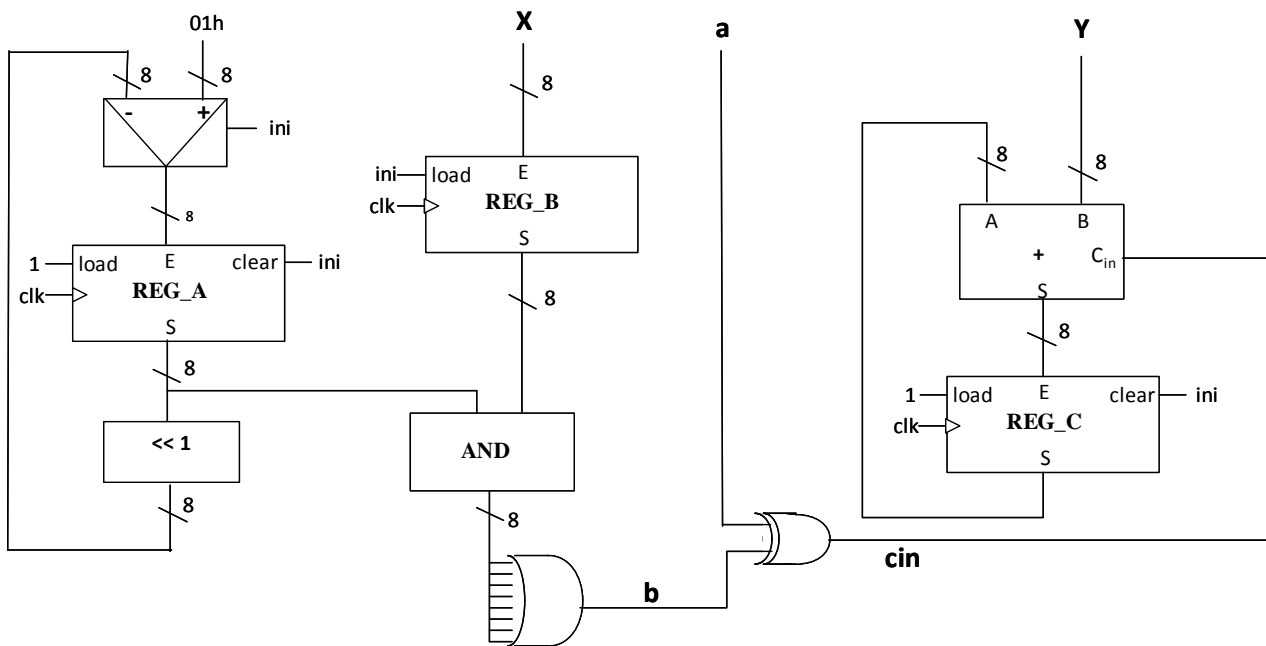 01h
X
a
Y
8
8
- +
ini
8
8
8
ini
load
E
clk
REG_B
S
8
A
B
+
C_in
S
8
1
load
E
clear
ini
clk
REG_A
S
8
8
1
load
E
clear
ini
clk
REG_C
S
<< 1
AND
8
8
b
cin